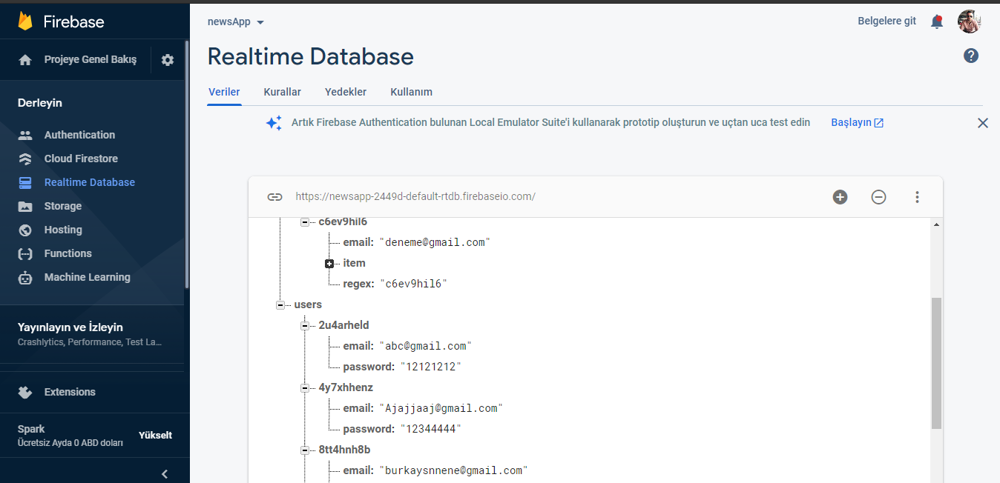 Firebase
Projeye Genel Bakış
Derleyin
Authentication
Cloud Firestore
Realtime Database
Storage
Hosting
Functions
Machine Learning
Yayınlayın ve İzleyin
Crashlytics, Performance, Test La...
Extensions
Spark
Ücretsiz Ayda 0 ABD doları
Yükselt
newsApp
Belgelere git
Realtime Database
Veriler Kurallar Yedekler Kullanım
Artık Firebase Authentication bulunan Local Emulator Suite'i kullanarak prototip oluşturun ve uçtan uca test edin Başlayın
https://newsapp-2449d-default-rtdb.firebaseio.com/
c6ev9hil6
email: "deneme@gmail.com"
item
regex: "c6ev9hil6"
users
2u4arheld
email: "abc@gmail.com"
password: "12121212"
4y7xhhenz
email: "Ajajjaaj@gmail.com"
password: "12344444"
8tt4hnh8b
email: "burkaysnnene@gmail.com"